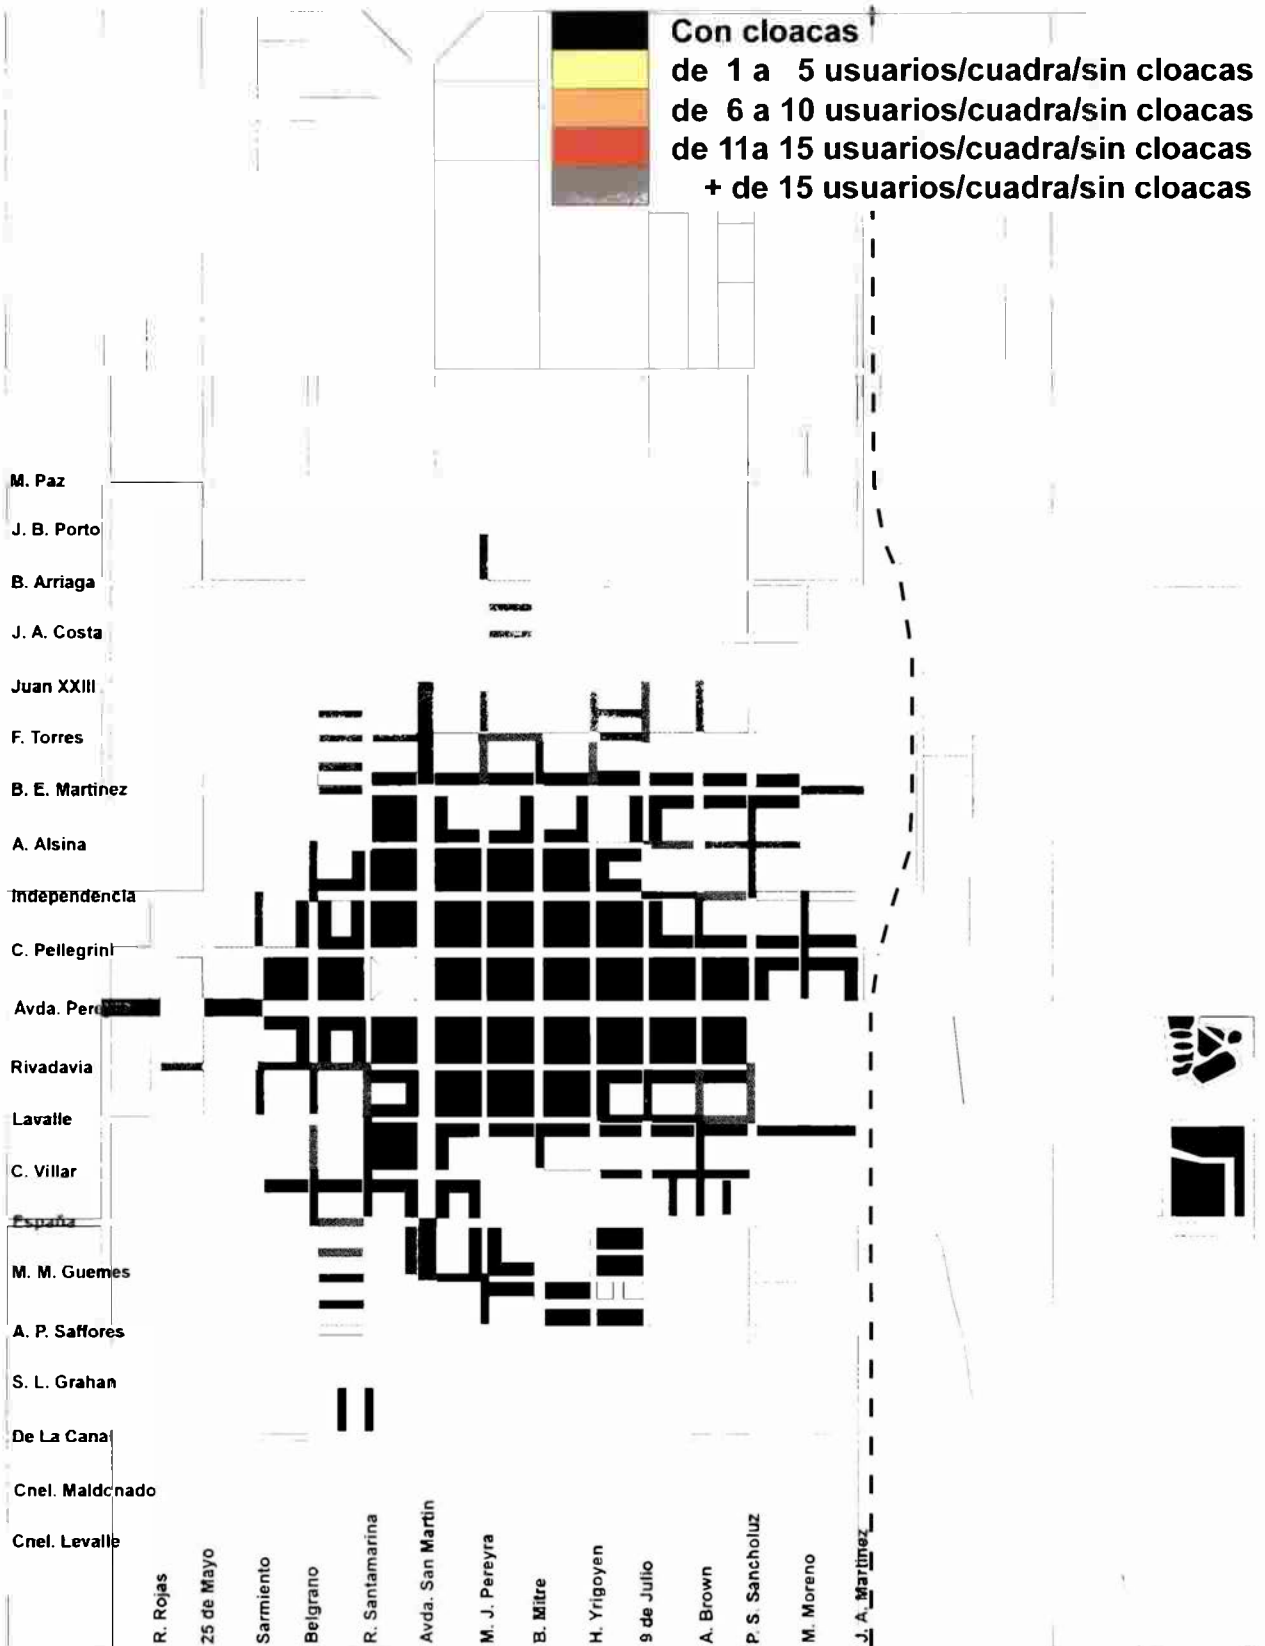 Con cloacas
de 1 a 5 usuarios/cuadra/sin cloacas
de 6 a 10 usuarios/cuadra/sin cloacas
de 11a 15 usuarios/cuadra/sin cloacas
+ de 15 usuarios/cuadra/sin cloacas
M. Paz
J. B. Porto
B. Arriaga
J. A. Costa
Juan XXIII
F. Torres
B. E. Martinez
A. Alsina
Independencia
C. Pellegrini
Avda.
Rivadavia
Lavalle
C. Villar
España
M. M. Guemes
A. P. Saffores
S. L. Grahan
De La Canal
Cnel. Maldonado
Cnel. Levalle
R. Rojas
25 de Mayo
Sarmiento
Belgrano
R. Santamarina
Avda. San Martin
M. J. Pereyra
B. Mitre
H. Yrigoyen
9 de Julio
A. Brown
P. S. Sancholuz
M. Moreno
J. A. Martinez